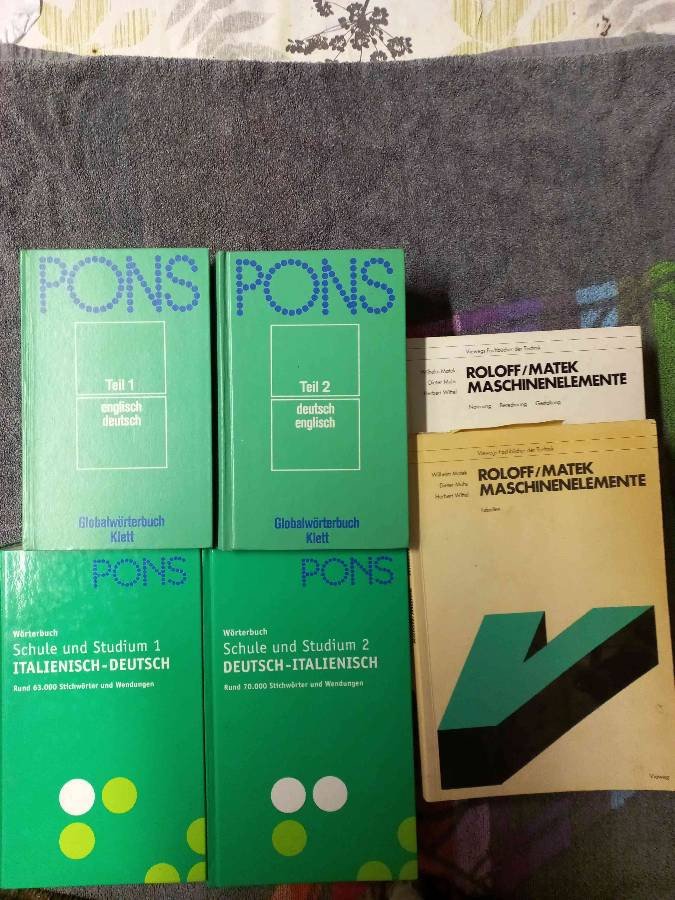 PONS
Teil 1
englisch
deutsch
Globalwörterbuch
Klett
PONS
Teil 2
deutsch
englisch
Globalwörterbuch
Klett
Viewegs Fachbücher der Technik
Wilhelm Matek
Dieter Muhs
Herbert Wittel
ROLOFF/MATEK
MASCHINENELEMENTE
Normung Berechnung Gestaltung
Viewegs Fachbücher der Technik
Wilhelm Matek
Dieter Muhs
Herbert Wittel
ROLOFF/MATEK
MASCHINENELEMENTE
Tabellen
Vieweg
PONS
Wörterbuch
Schule und Studium 1
ITALIENISCH-DEUTSCH
Rund 63.000 Stichwörter und Wendungen
PONS
Wörterbuch
Schule und Studium 2
DEUTSCH-ITALIENISCH
Rund 70.000 Stichwörter und Wendungen